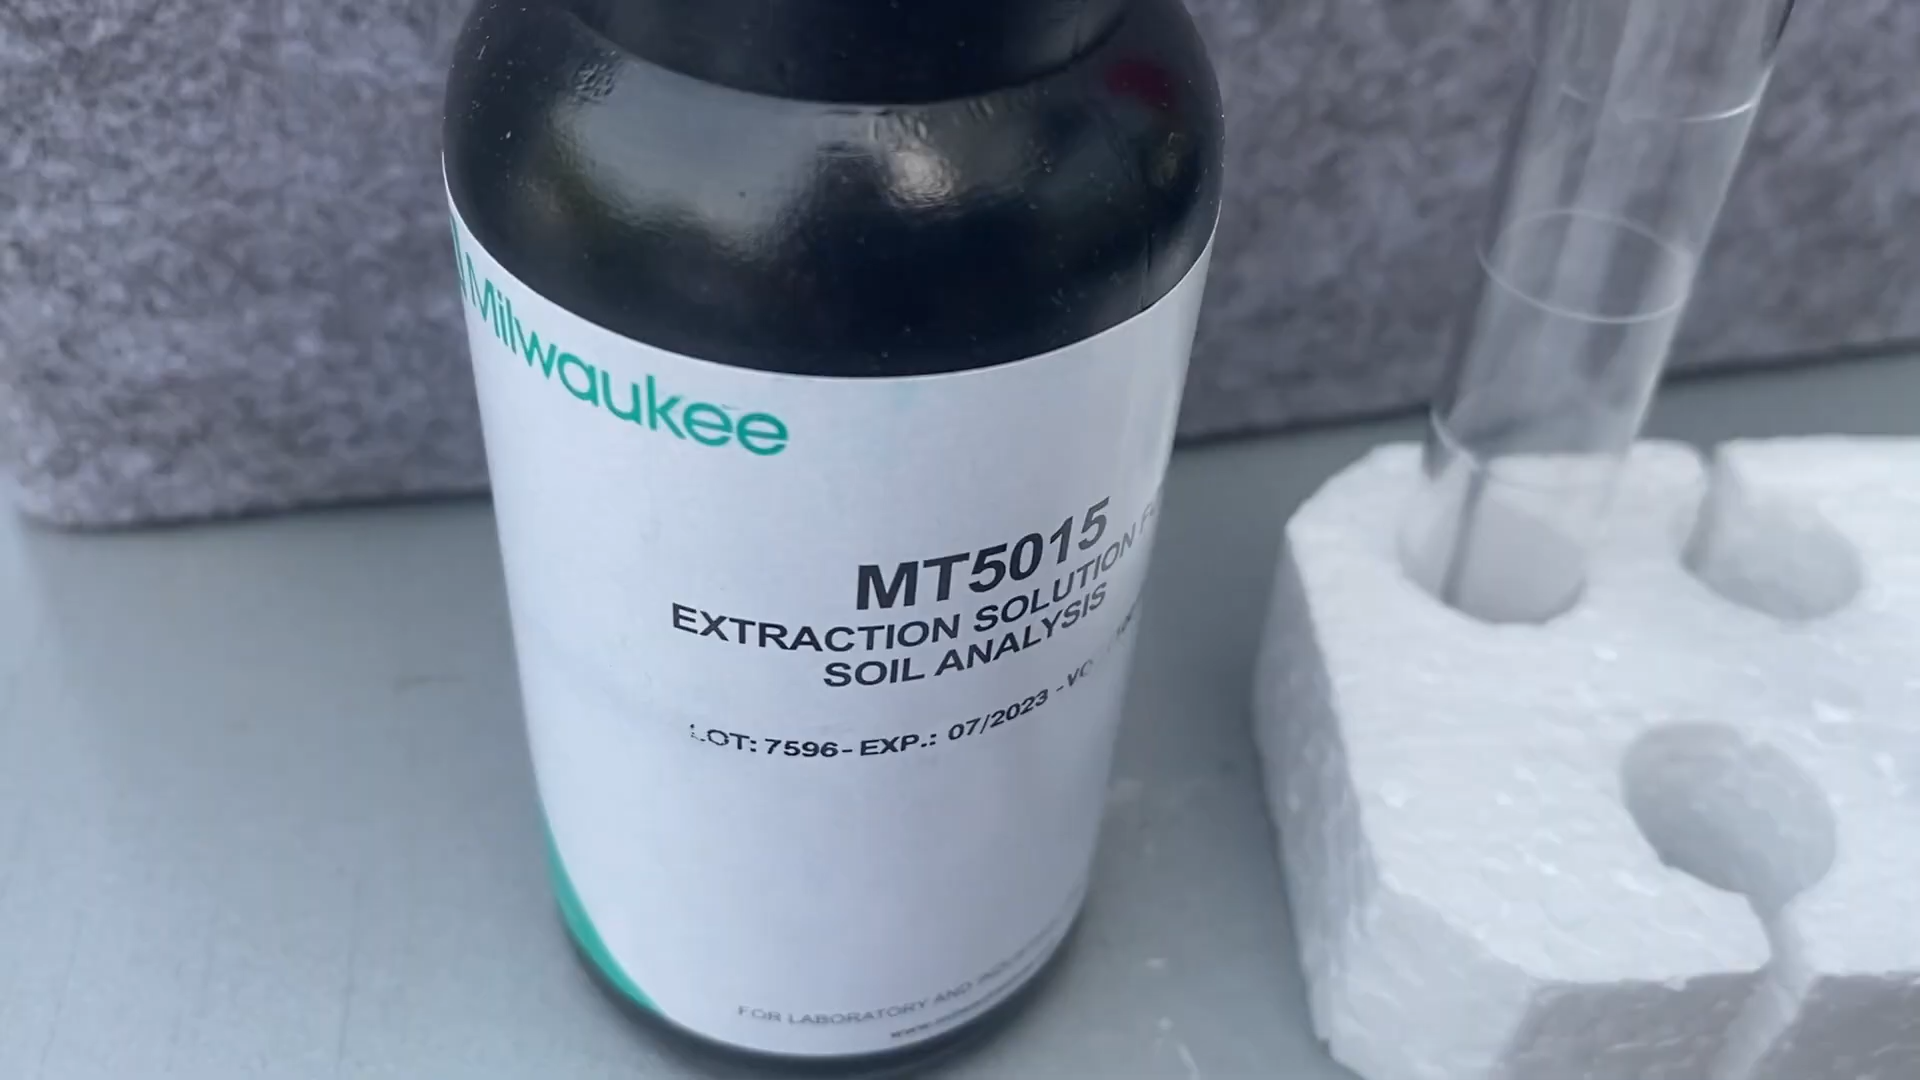 Milwaukee
MT5015
EXTRACTION SOLUTION
SOIL ANALYSIS
LOT: 7596- EXP.: 07/2023 -
FOR LABORATORY AND